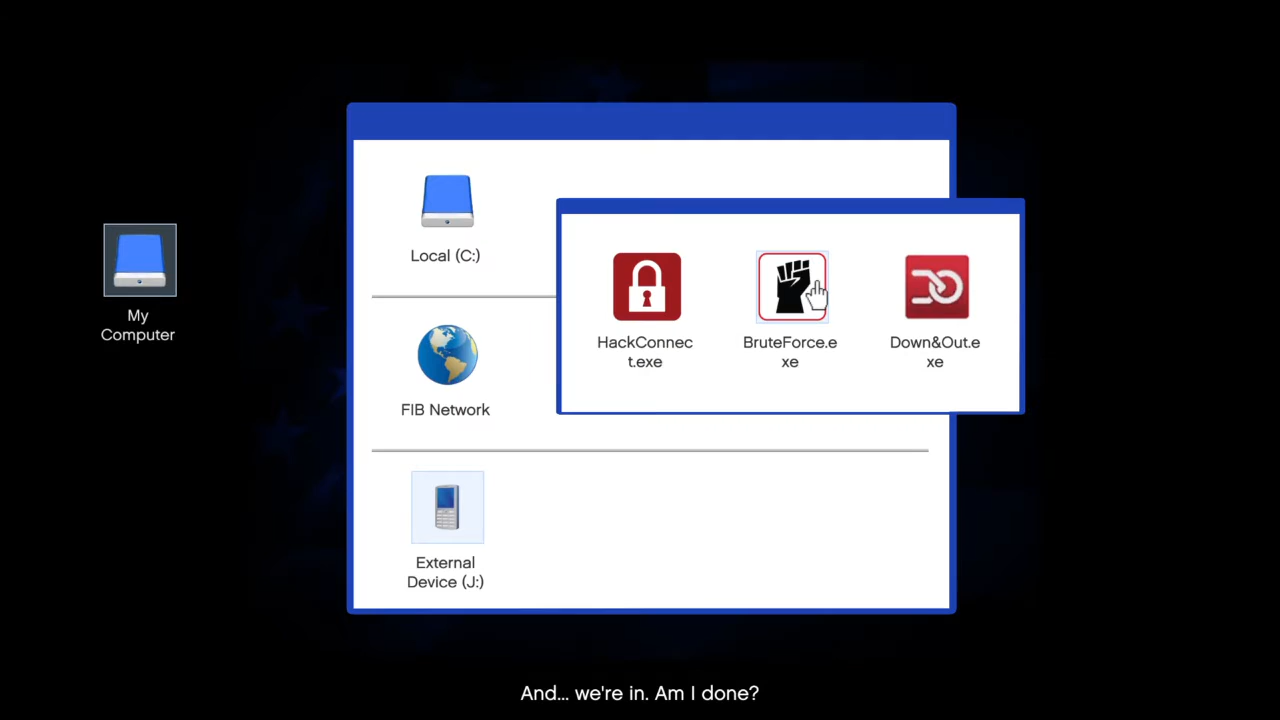 Local (C:)
HackConnec
t.exe
BruteForce.e
xe
Down&Out.e
xe
My
Computer
FIB Network
External
Device (J:)
And... we're in. Am I done?